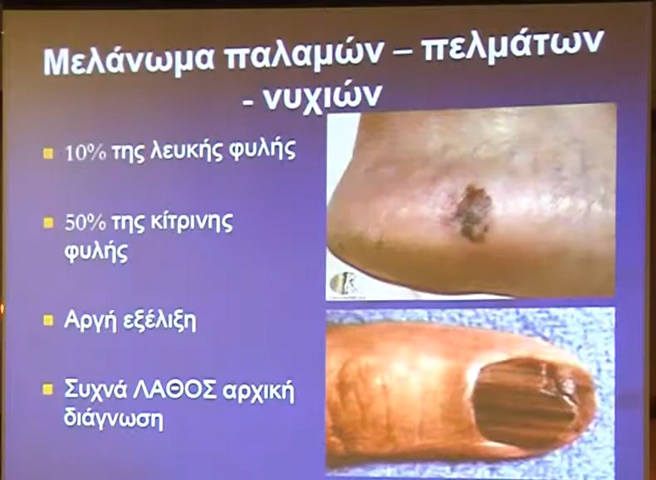 Μελάνωμα παλαμών – πελμάτων
- νυχιών
10% της λευκής φυλής
50% της κίτρινης
φυλής
Αργή εξέλιξη
Συχνά ΛΑΘΟΣ αρχική
διάγνωση